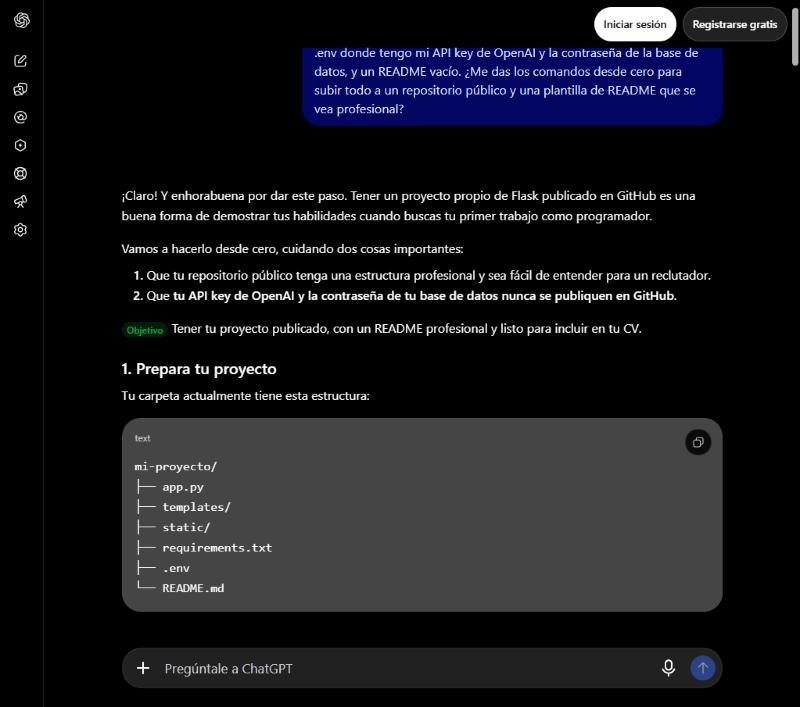 Iniciar sesión
Registrarse gratis
.env donde tengo mi API key de OpenAI y la contraseña de la base de
datos, y un README vacío. ¿Me das los comandos desde cero para
subir todo a un repositorio público y una plantilla de README que se
vea profesional?
¡Claro! Y enhorabuena por dar este paso. Tener un proyecto propio de Flask publicado en GitHub es una
buena forma de demostrar tus habilidades cuando buscas tu primer trabajo como programador.
Vamos a hacerlo desde cero, cuidando dos cosas importantes:
1. Que tu repositorio público tenga una estructura profesional y sea fácil de entender para un reclutador.
2. Que tu API key de OpenAI y la contraseña de tu base de datos nunca se publiquen en GitHub.
Objetivo Tener tu proyecto publicado, con un README profesional y listo para incluir en tu CV.
1. Prepara tu proyecto
Tu carpeta actualmente tiene esta estructura:
text
mi-proyecto/
├── app.py
├── templates/
├── static/
├── requirements.txt
├── .env
└── README.md
Pregúntale a ChatGPT